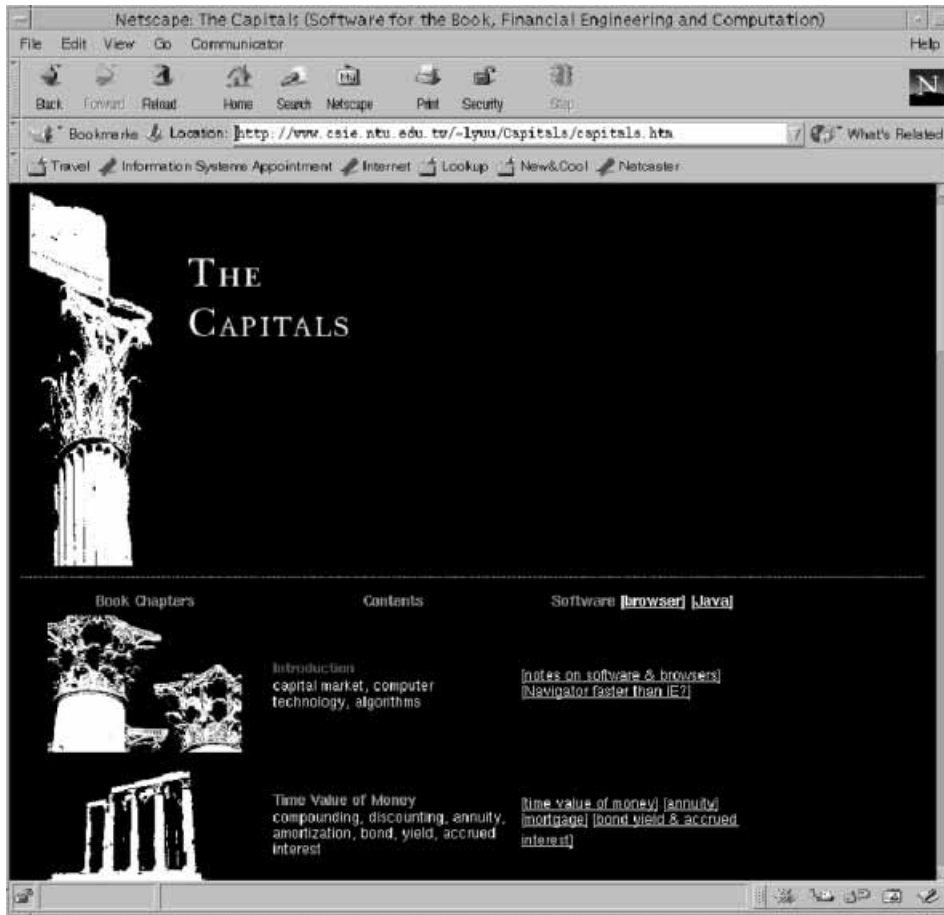 Netscape: The Capitals (Software for the Book, Financial Engineering and Computation)
File Edit View Go Communicator Help
Back Forward Reload Home Search Netscape Print Security Stop
N
Bookmarks Location: http://www.csie.ntu.edu.tw/~lyuu/Capitals/capitals.htm What's Related
Travel Information Systems Appointment Internet Lookup New&Cool Netcaster
THE
CAPITALS
Book Chapters Contents Software [browser] [Java]
Introduction
capital market, computer
technology, algorithms
[notes on software & browsers]
[Navigator faster than IE?]
Time Value of Money
compounding, discounting, annuity,
amortization, bond, yield, accrued
interest
[time value of money] [annuity]
[mortgage] [bond yield & accrued
interest]